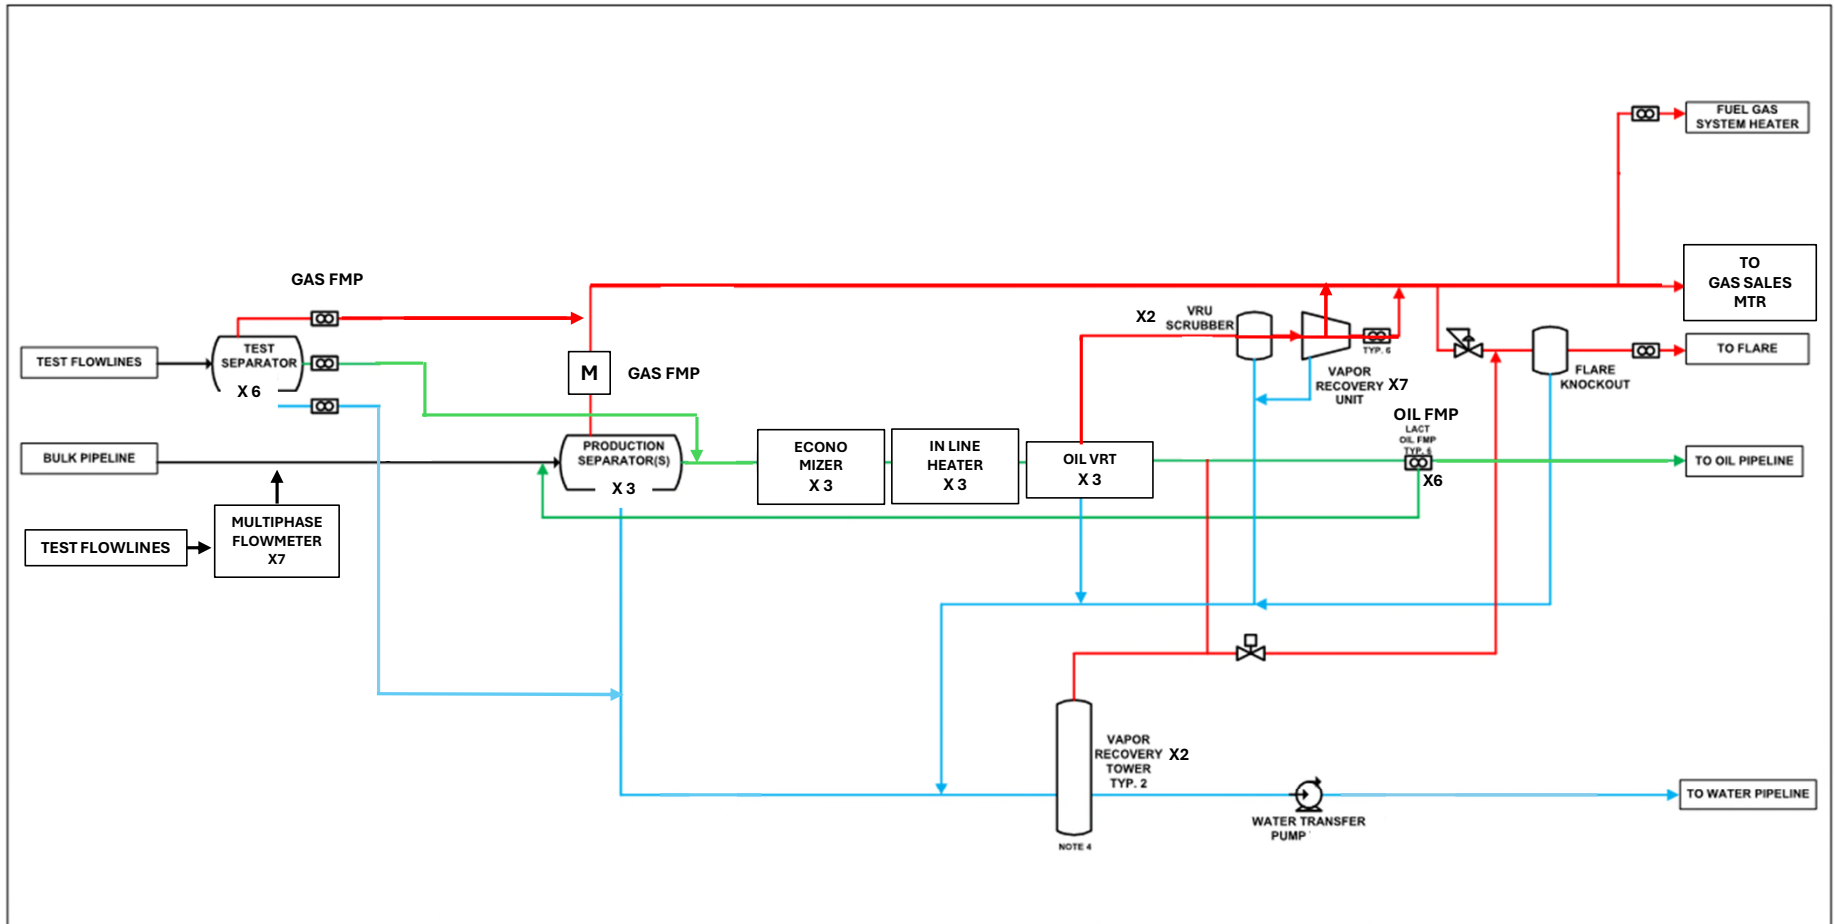 FUEL GAS
SYSTEM HEATER
TO
GAS SALES
MTR
GAS FMP
TEST FLOWLINES
TEST
SEPARATOR
X 6
M
GAS FMP
X2
VRU
SCRUBBER
TYP. 6
VAPOR
RECOVERY
UNIT
X7
FLARE
KNOCKOUT
TO FLARE
BULK PIPELINE
PRODUCTION
SEPARATOR(S)
X 3
ECONO
MIZER
X 3
IN LINE
HEATER
X 3
OIL VRT
X 3
OIL FMP
LACT
OIL FMP
TYP. 6
X6
TO OIL PIPELINE
TEST FLOWLINES
MULTIPHASE
FLOWMETER
X7
VAPOR
RECOVERY
TOWER
TYP. 2
X2
NOTE 4
WATER TRANSFER
PUMP
TO WATER PIPELINE